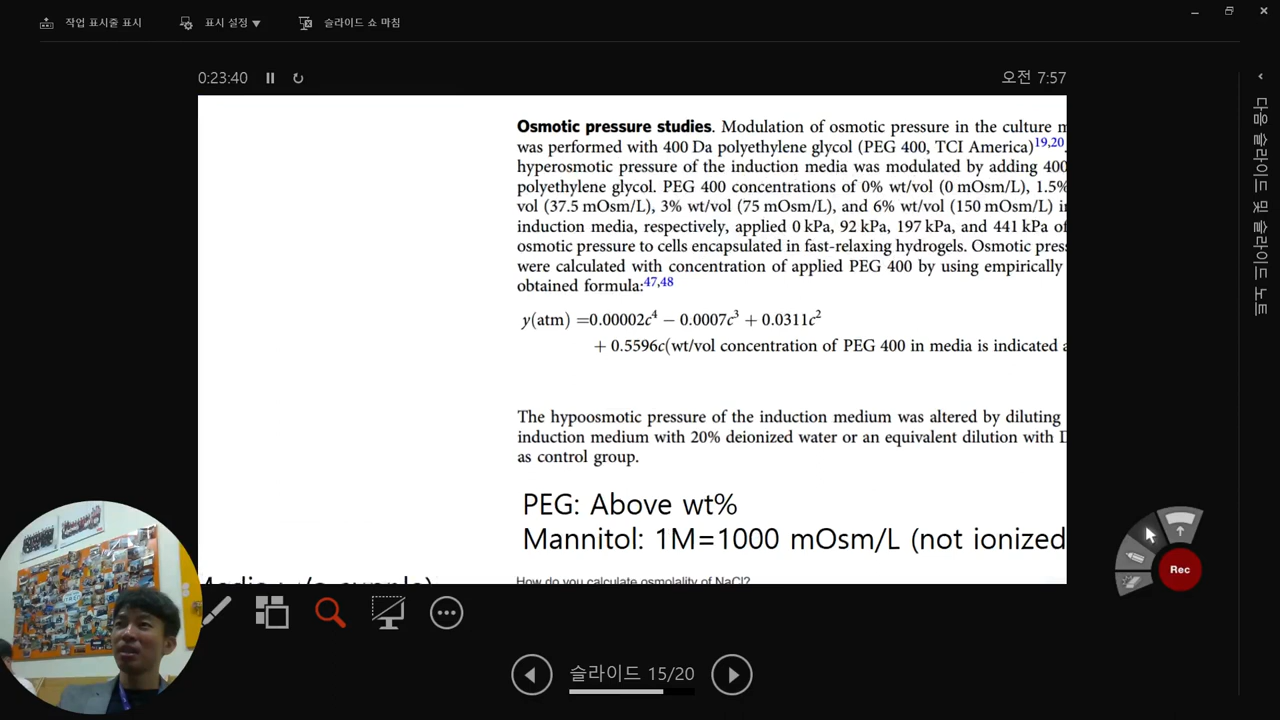 작업 표시줄 표시
표시 설정 ▼
슬라이드 쇼 마침
0:23:40
오전 7:57
다음 슬라이드 및 슬라이드 노트
Osmotic pressure studies. Modulation of osmotic pressure in the culture m
was performed with 400 Da polyethylene glycol (PEG 400, TCI America)19,20.
hyperosmotic pressure of the induction media was modulated by adding 400
polyethylene glycol. PEG 400 concentrations of 0% wt/vol (0 mOsm/L), 1.5%
vol (37.5 mOsm/L), 3% wt/vol (75 mOsm/L), and 6% wt/vol (150 mOsm/L) in
induction media, respectively, applied 0 kPa, 92 kPa, 197 kPa, and 441 kPa of
osmotic pressure to cells encapsulated in fast-relaxing hydrogels. Osmotic pres
were calculated with concentration of applied PEG 400 by using empirically
obtained formula:47,48
y(atm) =0.00002c4 − 0.0007c3 + 0.0311c2
+ 0.5596c(wt/vol concentration of PEG 400 in media is indicated a
The hypoosmotic pressure of the induction medium was altered by diluting
induction medium with 20% deionized water or an equivalent dilution with D
as control group.
PEG: Above wt%
Mannitol: 1M=1000 mOsm/L (not ionized
How do you calculate osmolality of NaCl?
Rec
슬라이드 15/20